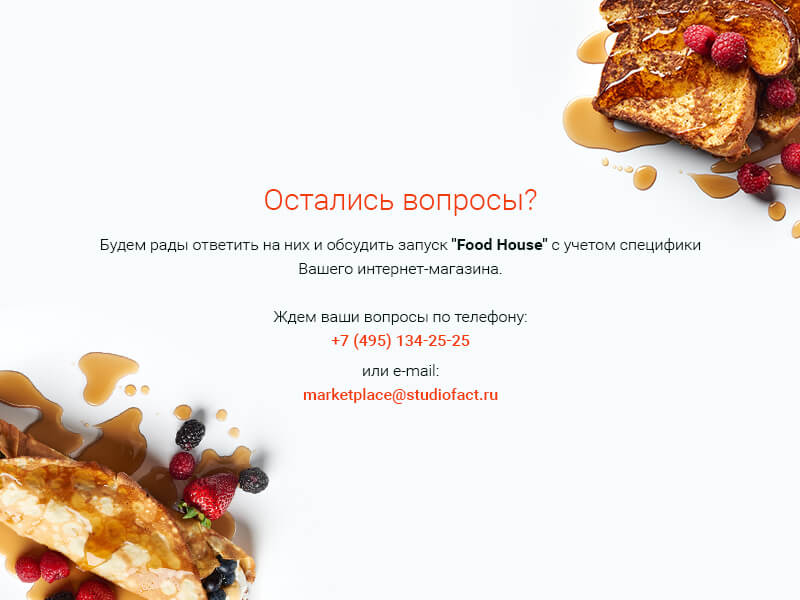 Остались вопросы?
Будем рады ответить на них и обсудить запуск "Food House" с учетом специфики
Вашего интернет-магазина.
Ждем ваши вопросы по телефону:
+7 (495) 134-25-25
или e-mail:
marketplace@studiofact.ru